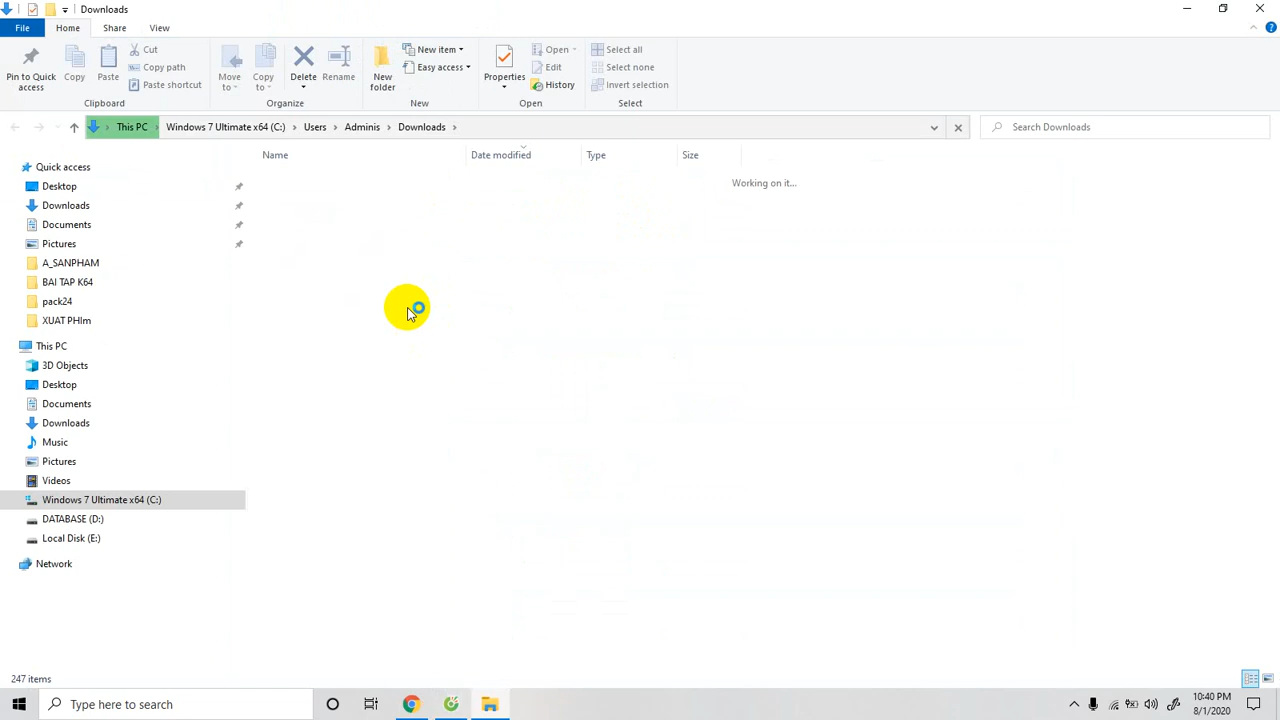 Downloads
File Home Share View
Pin to Quick access
Copy
Paste
Cut
Copy path
Paste shortcut
Clipboard
Move to
Copy to
Delete
Rename
Organize
New folder
New item
Easy access
New
Properties
Open
Edit
History
Open
Select all
Select none
Invert selection
Select
This PC Windows 7 Ultimate x64 (C:) Users Adminis Downloads
Search Downloads
Name Date modified Type Size
Working on it...
Quick access
Desktop
Downloads
Documents
Pictures
A_SANPHAM
BAI TAP K64
pack24
XUAT PHIm
This PC
3D Objects
Desktop
Documents
Downloads
Music
Pictures
Videos
Windows 7 Ultimate x64 (C:)
DATABASE (D:)
Local Disk (E:)
Network
247 items
Type here to search
10:40 PM
8/1/2020